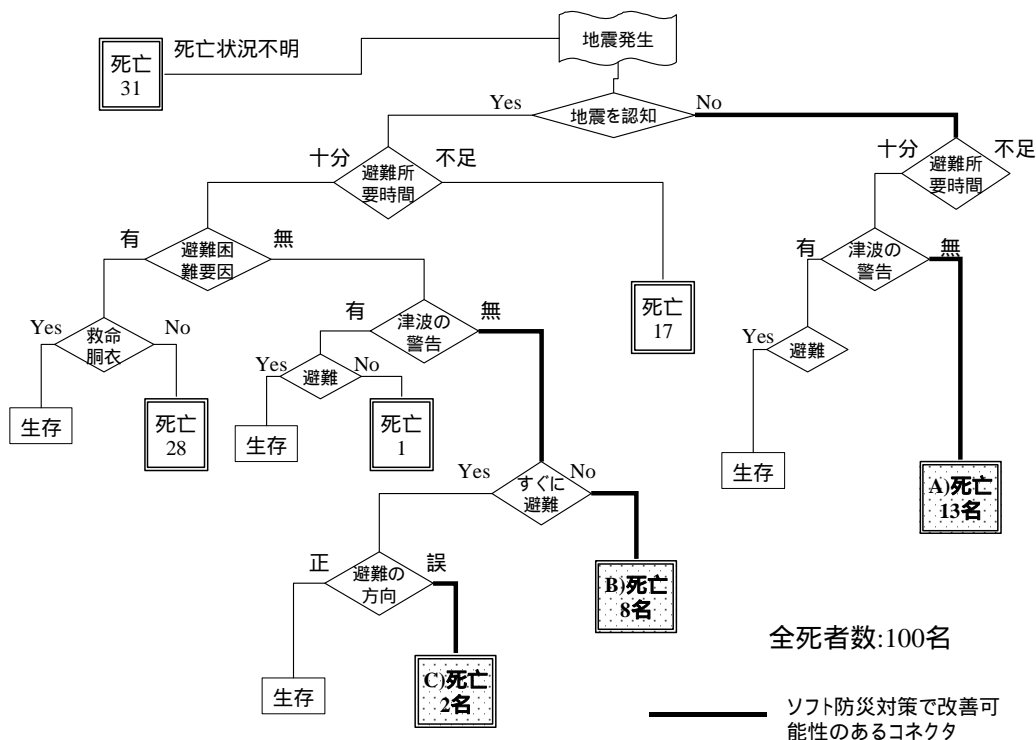 死亡状況不明
地震発生
死亡
31
Yes
地震を認知
No
十分
避難所
要時間
不足
十分
避難所
要時間
不足
有
避難困
難要因
無
有
津波の
警告
無
死亡
17
有
津波の
警告
無
Yes
救命
胴衣
No
Yes
避難
No
Yes
避難
生存
死亡
28
生存
死亡
1
生存
Yes
すぐに
避難
No
A)死亡
13名
正
避難の
方向
誤
B)死亡
8名
全死者数:100名
生存
C)死亡
2名
ソフト防災対策で改善可
能性のあるコネクタ